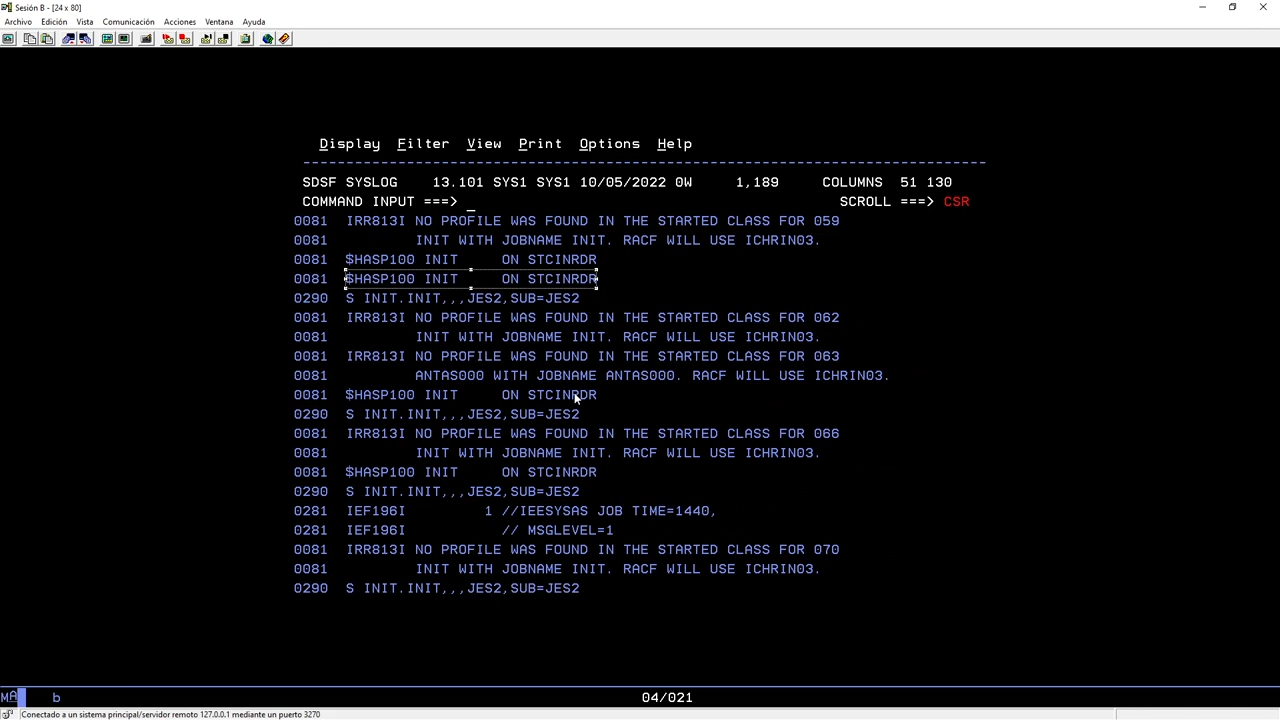 Sesión B - [24 x 80]
Archivo Edición Vista Comunicación Acciones Ventana Ayuda
Display Filter View Print Options Help
-------------------------------------------------------------------------------
SDSF SYSLOG 13.101 SYS1 SYS1 10/05/2022 0W 1,189 COLUMNS 51 130
COMMAND INPUT ===> _ SCROLL ===> CSR
0081 IRR813I NO PROFILE WAS FOUND IN THE STARTED CLASS FOR 059
0081 INIT WITH JOBNAME INIT. RACF WILL USE ICHRIN03.
0081 $HASP100 INIT ON STCINRDR
0081 $HASP100 INIT ON STCINRDR
0290 S INIT.INIT,,,JES2,SUB=JES2
0081 IRR813I NO PROFILE WAS FOUND IN THE STARTED CLASS FOR 062
0081 INIT WITH JOBNAME INIT. RACF WILL USE ICHRIN03.
0081 IRR813I NO PROFILE WAS FOUND IN THE STARTED CLASS FOR 063
0081 ANTAS000 WITH JOBNAME ANTAS000. RACF WILL USE ICHRIN03.
0081 $HASP100 INIT ON STCINRDR
0290 S INIT.INIT,,,JES2,SUB=JES2
0081 IRR813I NO PROFILE WAS FOUND IN THE STARTED CLASS FOR 066
0081 INIT WITH JOBNAME INIT. RACF WILL USE ICHRIN03.
0081 $HASP100 INIT ON STCINRDR
0290 S INIT.INIT,,,JES2,SUB=JES2
0281 IEF196I 1 //IEESYSAS JOB TIME=1440,
0281 IEF196I // MSGLEVEL=1
0081 IRR813I NO PROFILE WAS FOUND IN THE STARTED CLASS FOR 070
0081 INIT WITH JOBNAME INIT. RACF WILL USE ICHRIN03.
0290 S INIT.INIT,,,JES2,SUB=JES2
MA b 04/021
Conectado a un sistema principal/servidor remoto 127.0.0.1 mediante un puerto 3270